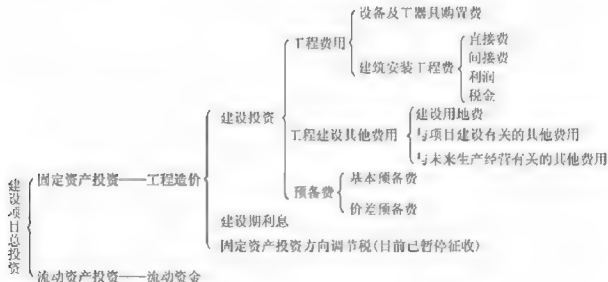 设备及工器具购置费
工程费用
直接费
建筑安装工程费
间接费
利润
税金
建设投资
建设用地费
工程建设其他费用
与项目建设有关的其他费用
与未来生产经营有关的其他费用
固定资产投资——工程造价
基本预备费
预备费
价差预备费
建设项目总投资
建设期利息
固定资产投资方向调节税(目前已暂停征收)
流动资产投资——流动资金